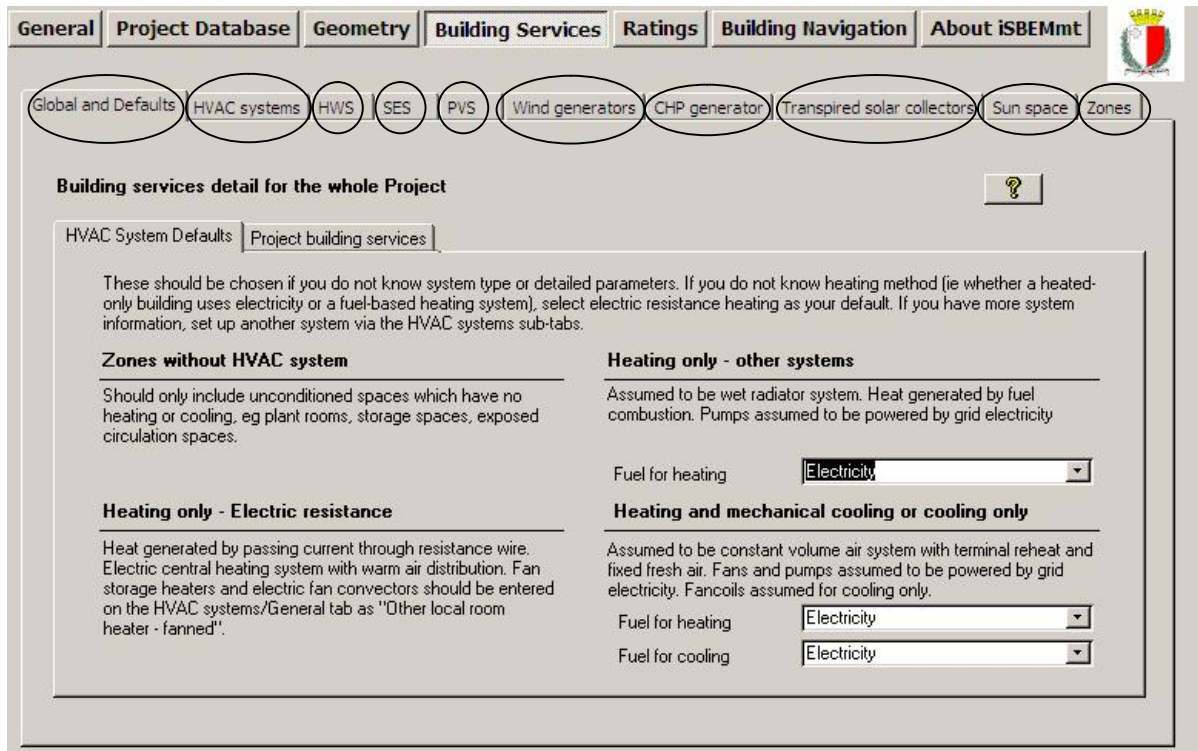 General Project Database Geometry Building Services Ratings Building Navigation About iSBEMmt
Global and Defaults HVAC systems HWS SES PVS Wind generators CHP generator Transpired solar collectors Sun space Zones
Building services detail for the whole Project
?
HVAC System Defaults Project building services
These should be chosen if you do not know system type or detailed parameters. If you do not know heating method (ie whether a heated-
only building uses electricity or a fuel-based heating system), select electric resistance heating as your default. If you have more system
information, set up another system via the HVAC systems sub-tabs.
Zones without HVAC system
Should only include unconditioned spaces which have no
heating or cooling, eg plant rooms, storage spaces, exposed
circulation spaces.
Heating only - other systems
Assumed to be wet radiator system. Heat generated by fuel
combustion. Pumps assumed to be powered by grid electricity
Fuel for heating Electricity
Heating only - Electric resistance
Heat generated by passing current through resistance wire.
Electric central heating system with warm air distribution. Fan
storage heaters and electric fan convectors should be entered
on the HVAC systems/General tab as "Other local room
heater - fanned".
Heating and mechanical cooling or cooling only
Assumed to be constant volume air system with terminal reheat and
fixed fresh air. Fans and pumps assumed to be powered by grid
electricity. Fancoils assumed for cooling only.
Fuel for heating Electricity
Fuel for cooling Electricity